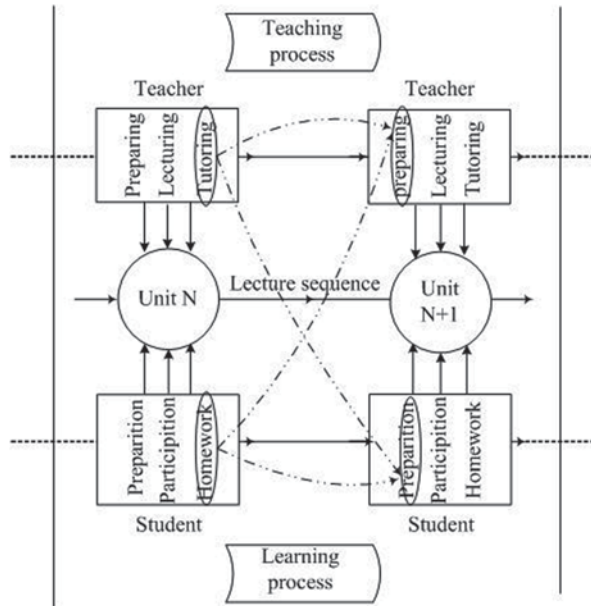 Teaching
process
Teacher
Teacher
Preparing
Lecturing
Tutoring
preparing
Lecturing
Tutoring
Unit N
Lecture sequence
Unit
N+1
Preparition
Participition
Homework
Preparition
Participition
Homework
Student
Student
Learning
process